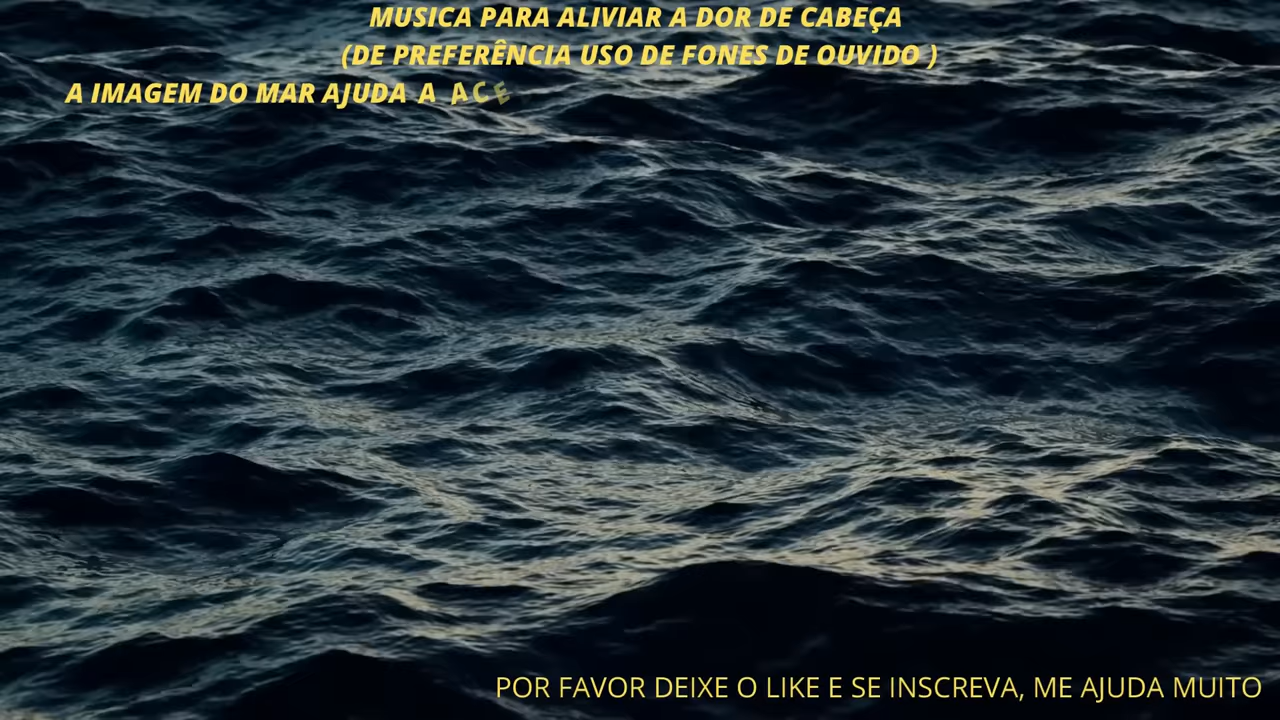 MUSICA PARA ALIVIAR A DOR DE CABEÇA
(DE PREFERÊNCIA USO DE FONES DE OUVIDO )
A IMAGEM DO MAR AJUDA A ACE
POR FAVOR DEIXE O LIKE E SE INSCREVA, ME AJUDA MUITO